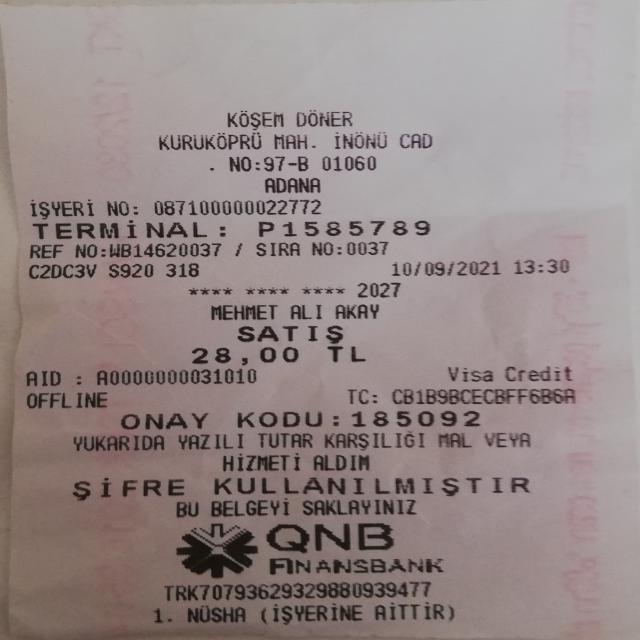 KÖŞEM DÖNER
KURUKÖPRÜ MAH. İNÖNÜ CAD
. NO:97-B 01060
ADANA
İŞYERİ NO: 087100000022772
TERMİNAL: P1585789
REF NO:WB14620037 / SIRA NO:0037
C2DC3V S920 318 10/09/2021 13:30
**** **** **** 2027
MEHMET ALI AKAY
SATIŞ
28,00 TL
AID : A0000000031010 Visa Credit
OFFLINE TC: CB1B9BCECBFF6B6A
ONAY KODU:185092
YUKARIDA YAZILI TUTAR KARŞILIĞI MAL VEYA
HİZMETİ ALDIM
ŞİFRE KULLANILMIŞTIR
BU BELGEYİ SAKLAYINIZ
QNB
FINANSBANK
TRK70793629329880939477
1. NÜSHA (İŞYERİNE AİTTİR)